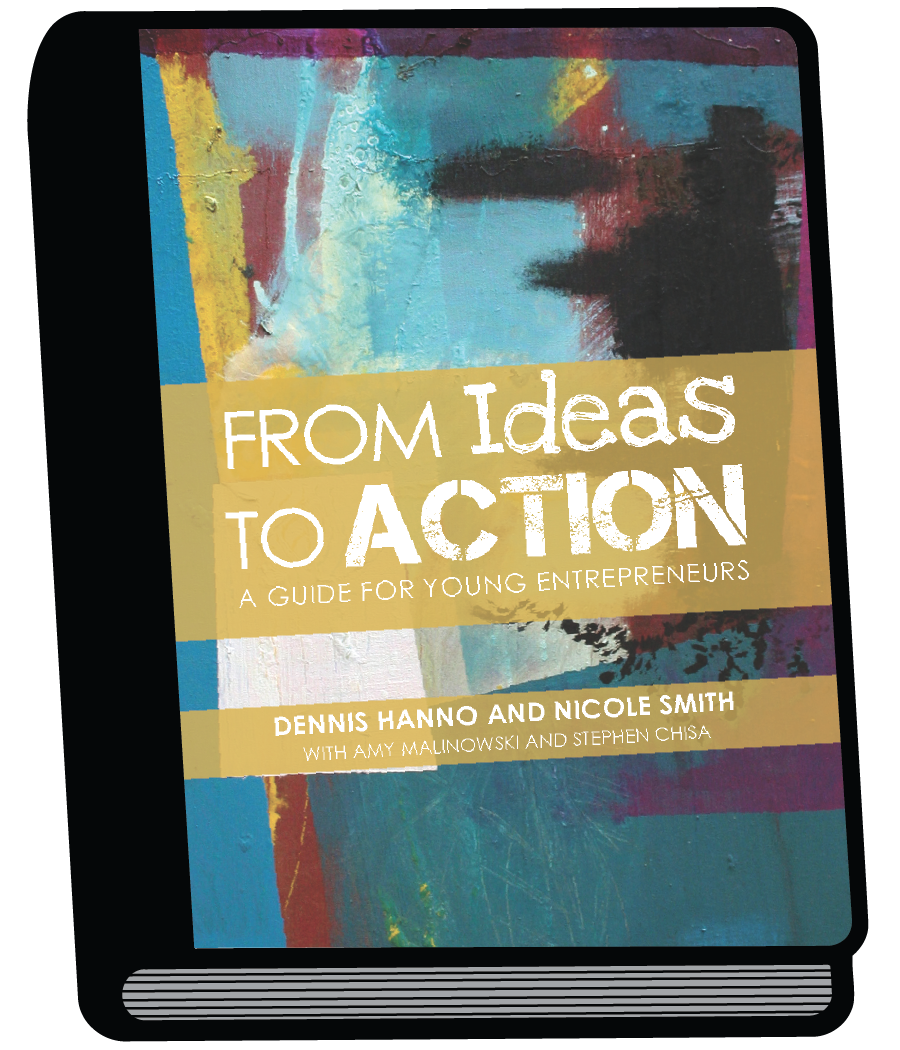 FROM Ideas
TO ACTION
A GUIDE FOR YOUNG ENTREPRENEURS
DENNIS HANNO AND NICOLE SMITH
WITH AMY MALINOWSKI AND STEPHEN CHISA